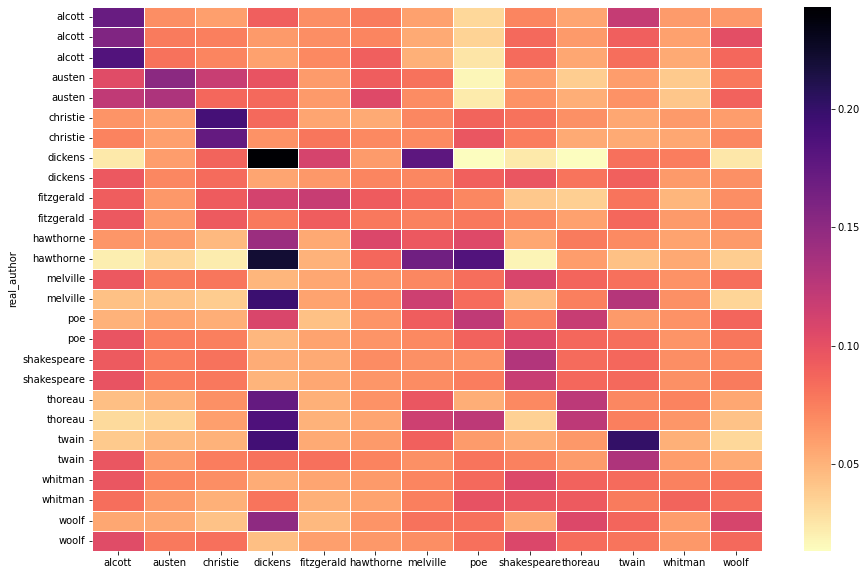 alcott
alcott
alcott
austen
austen
christie
christie
dickens
dickens
fitzgerald
fitzgerald
hawthorne
hawthorne
melville
melville
poe
poe
shakespeare
shakespeare
thoreau
thoreau
twain
twain
whitman
whitman
woolf
woolf
real_author
alcott austen christie dickens fitzgerald hawthorne melville poe shakespeare thoreau twain whitman woolf
0.20
0.15
0.10
0.05